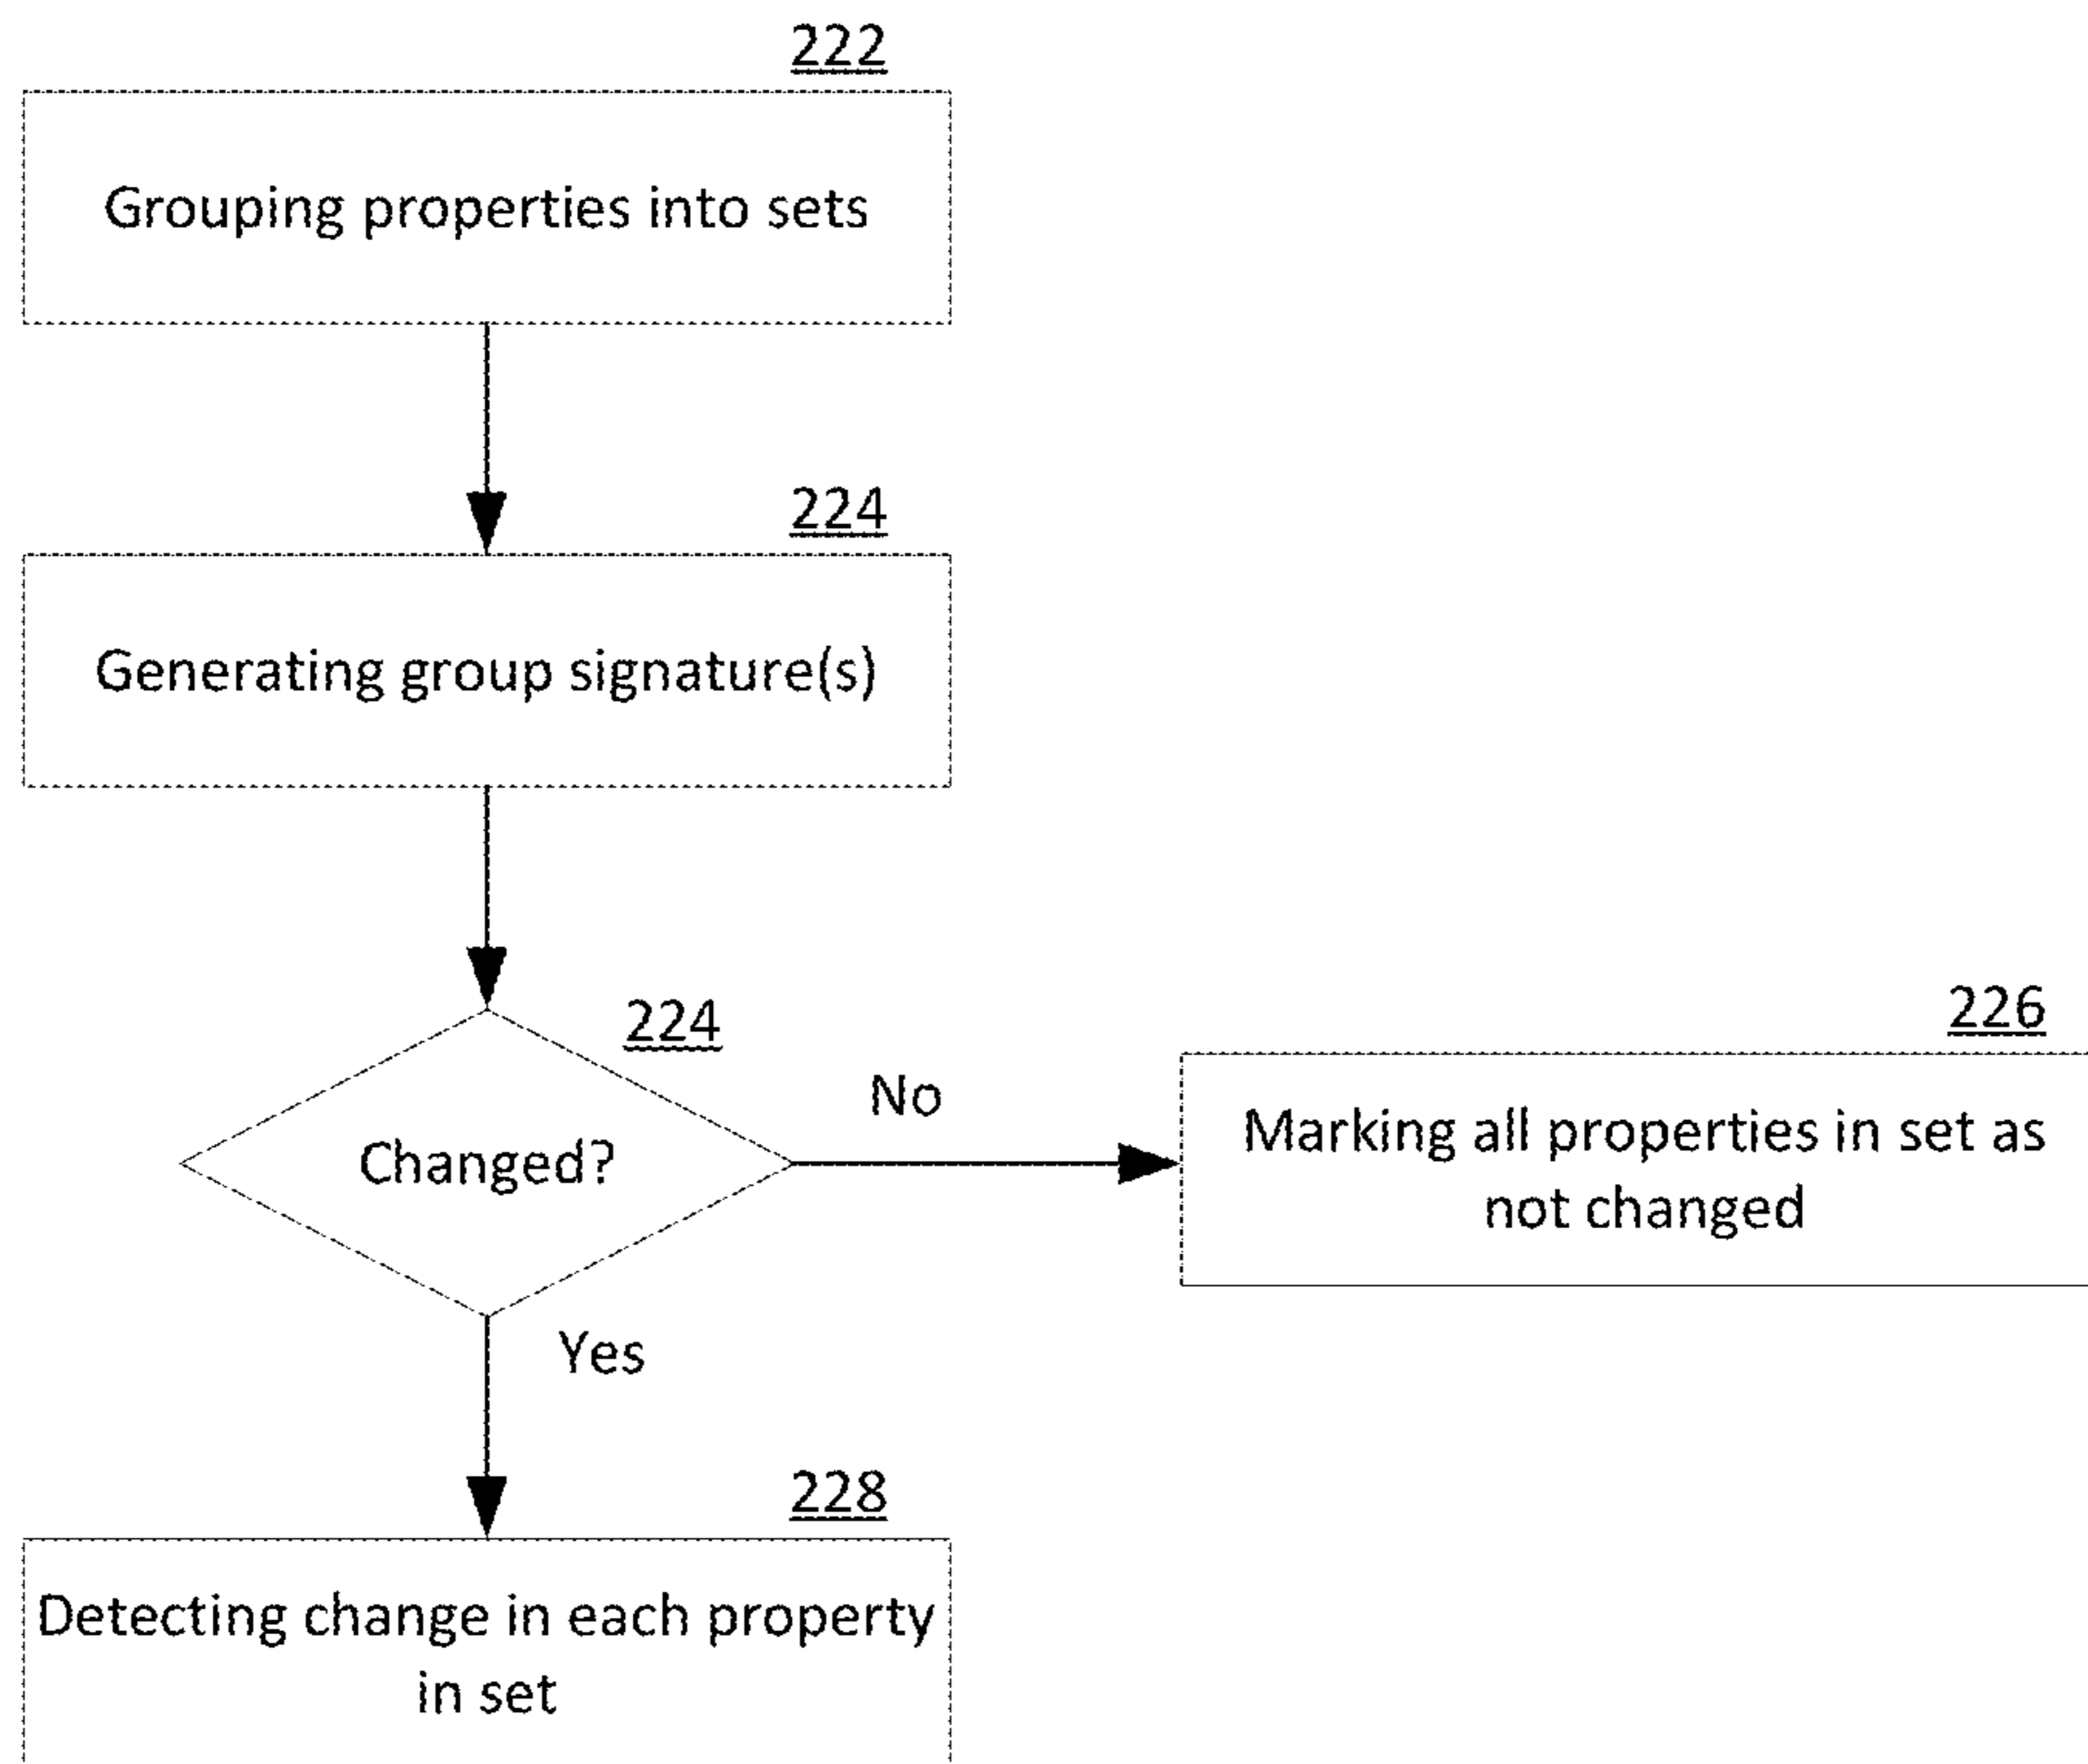 222
Grouping properties into sets
224
Generating group signature(s)
224
Changed?
No
226
Marking all properties in set as
not changed
Yes
228
Detecting change in each property
in set